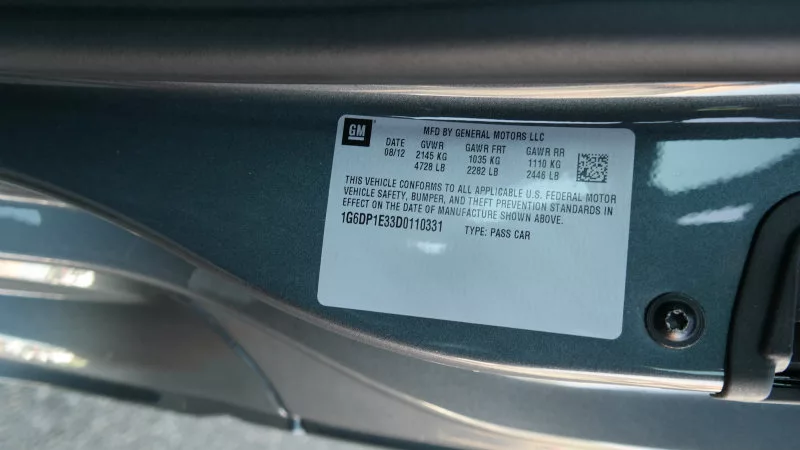 GM
MFD BY GENERAL MOTORS LLC
DATE GVWR GAWR FRT GAWR RR
08/12 2145 KG 1035 KG 1110 KG
4728 LB 2282 LB 2446 LB
THIS VEHICLE CONFORMS TO ALL APPLICABLE U.S. FEDERAL MOTOR
VEHICLE SAFETY, BUMPER, AND THEFT PREVENTION STANDARDS IN
EFFECT ON THE DATE OF MANUFACTURE SHOWN ABOVE.
1G6DP1E33D0110331 TYPE: PASS CAR